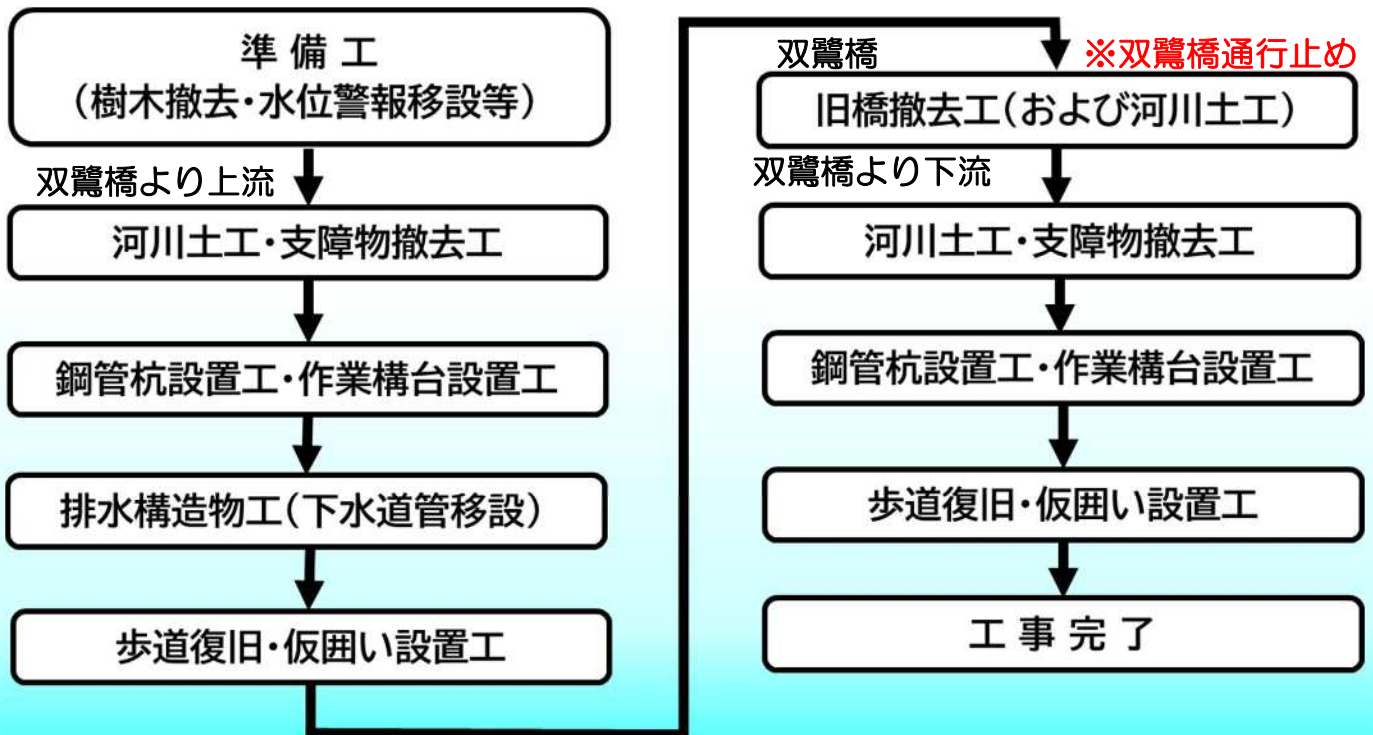 準備工
（樹木撤去・水位警報移設等）
双鷺橋より上流
河川土工・支障物撤去工
鋼管杭設置工・作業構台設置工
排水構造物工（下水道管移設）
歩道復旧・仮囲い設置工
双鷺橋
※双鷺橋通行止め
旧橋撤去工（および河川土工）
双鷺橋より下流
河川土工・支障物撤去工
鋼管杭設置工・作業構台設置工
歩道復旧・仮囲い設置工
工事完了